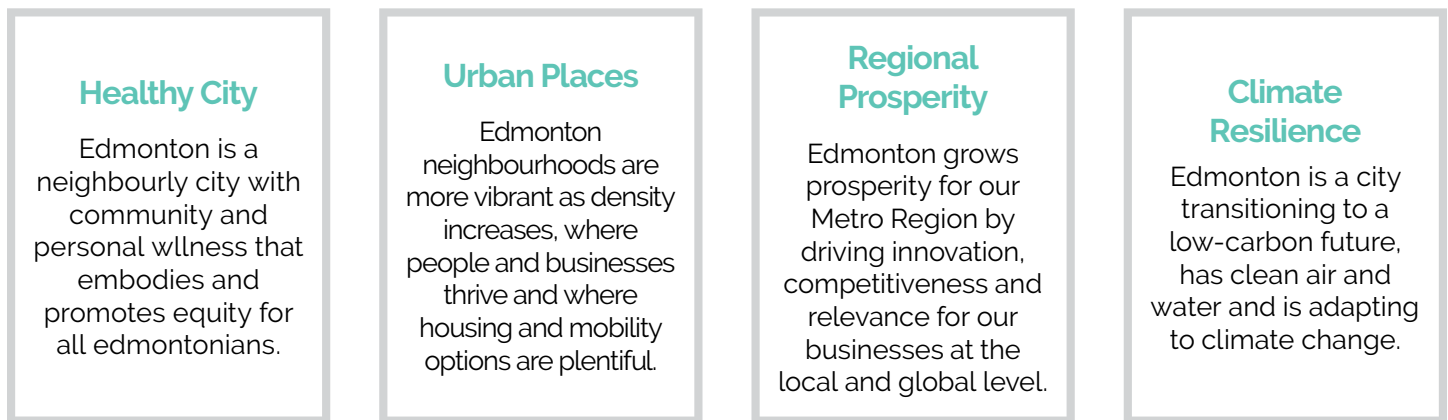 Healthy City
Edmonton is a
neighbourly city with
community and
personal wllness that
embodies and
promotes equity for
all edmontonians.
Urban Places
Edmonton
neighbourhoods are
more vibrant as density
increases, where
people and businesses
thrive and where
housing and mobility
options are plentiful.
Regional
Prosperity
Edmonton grows
prosperity for our
Metro Region by
driving innovation,
competitiveness and
relevance for our
businesses at the
local and global level.
Climate
Resilience
Edmonton is a city
transitioning to a
low-carbon future,
has clean air and
water and is adapting
to climate change.